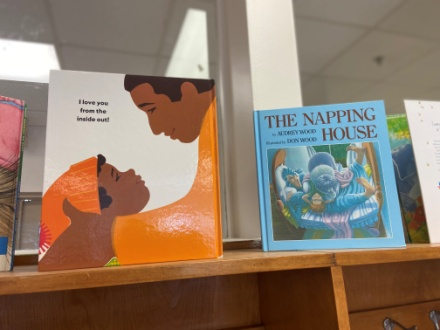 I love you
from the
inside out!
THE NAPPING
by AUDREY WOOD
Illustrated by DON WOOD
HOUSE